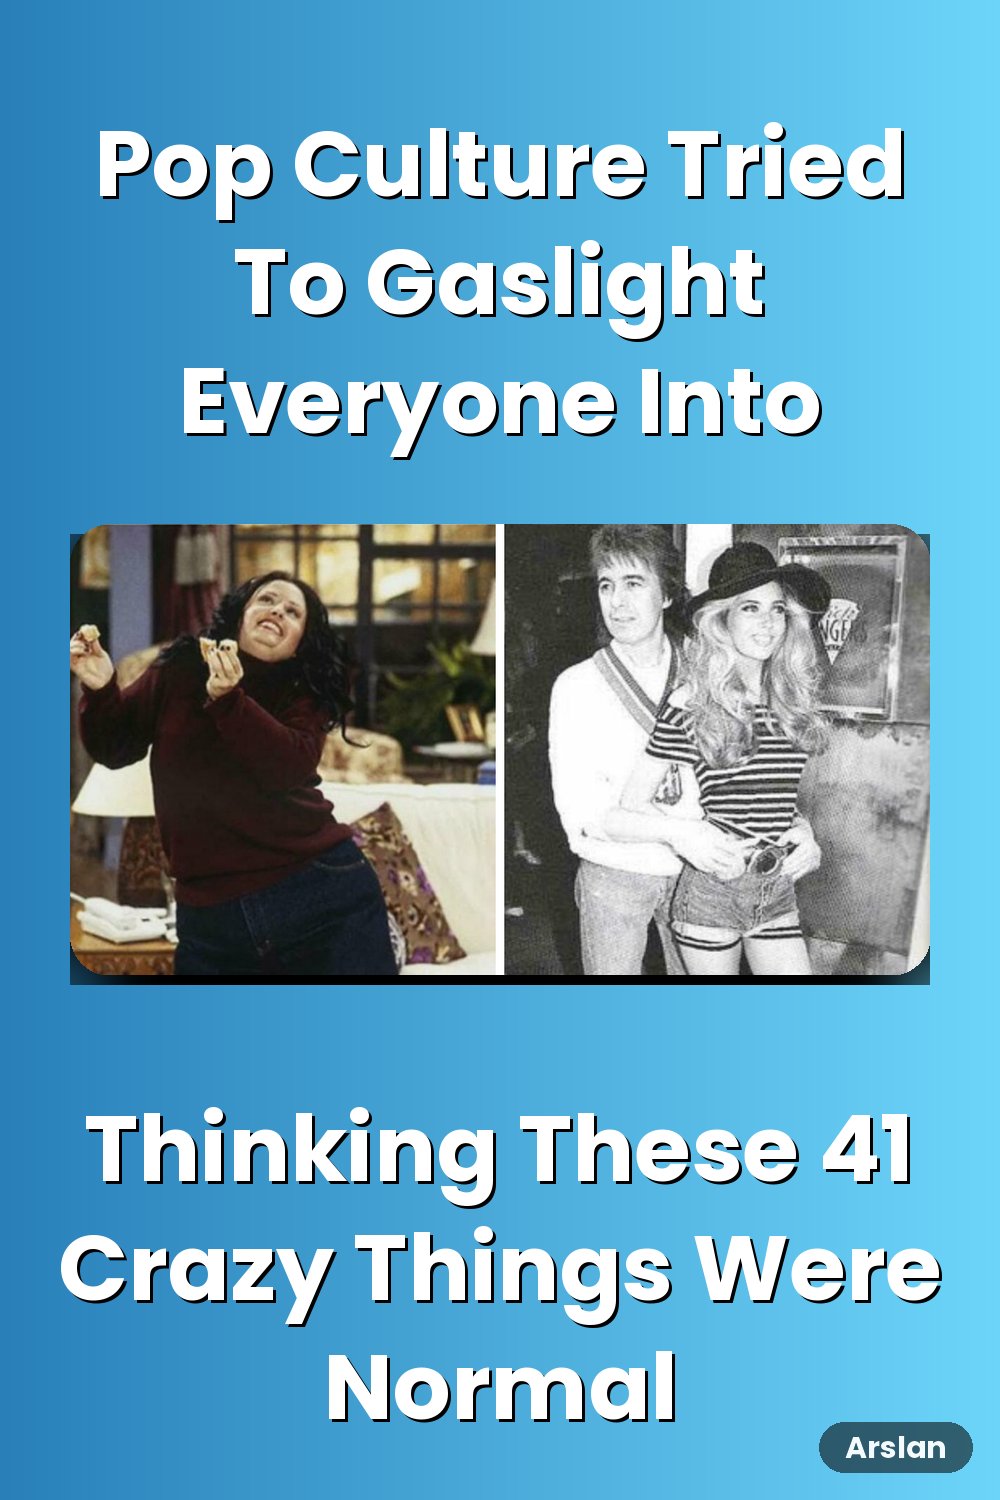 Pop Culture Tried
To Gaslight
Everyone Into
Thinking These 41
Crazy Things Were
Normal
Arslan